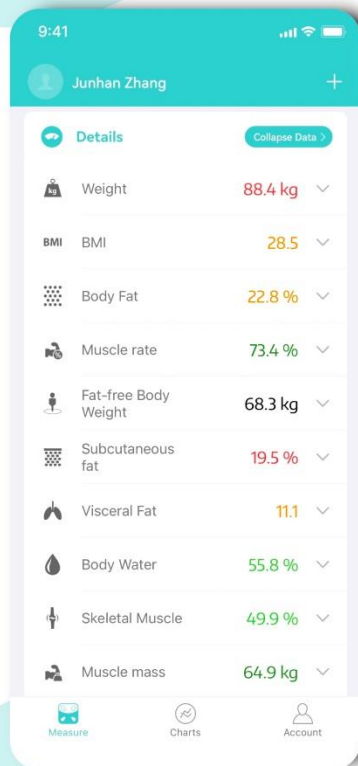 9:41
Junhan Zhang +
Details Collapse Data >
kg Weight 88.4 kg
BMI BMI 28.5
Body Fat 22.8 %
% Muscle rate 73.4 %
Fat-free Body
Weight 68.3 kg
Subcutaneous
fat 19.5 %
Visceral Fat 11.1
Body Water 55.8 %
Skeletal Muscle 49.9 %
Muscle mass 64.9 kg
Measure Charts Account